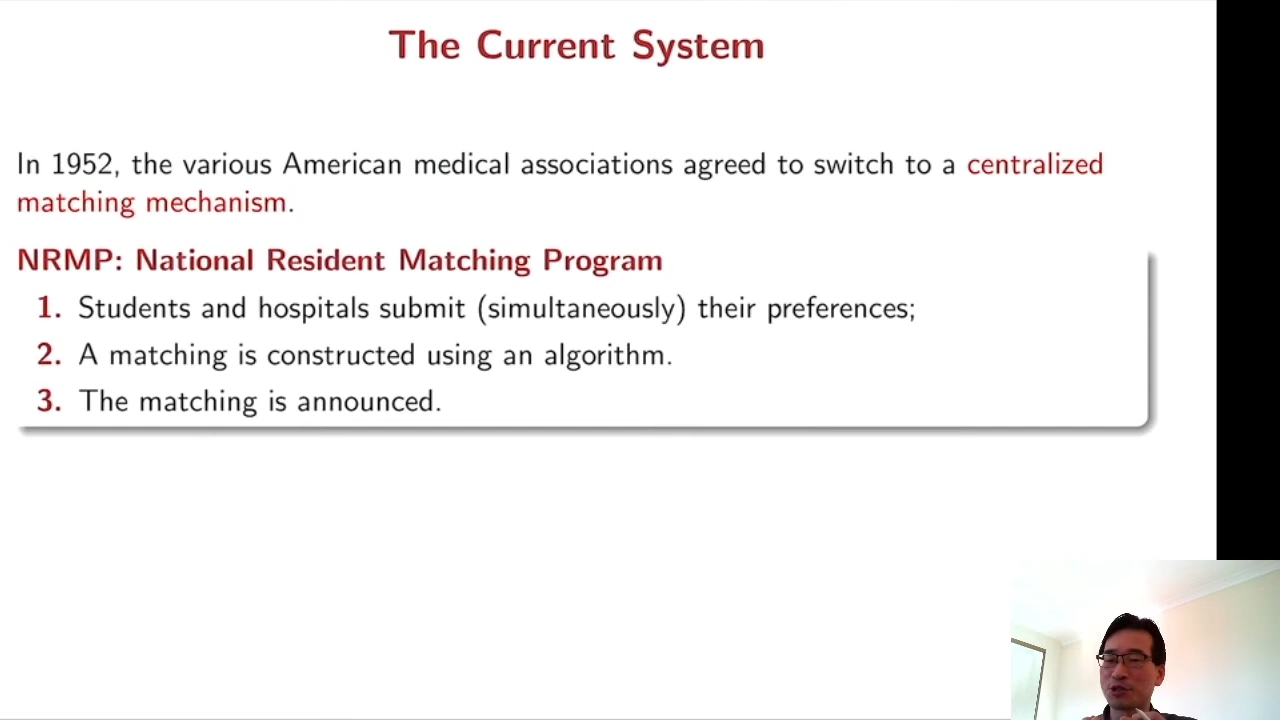 The Current System
In 1952, the various American medical associations agreed to switch to a centralized
matching mechanism.
NRMP: National Resident Matching Program
1. Students and hospitals submit (simultaneously) their preferences;
2. A matching is constructed using an algorithm.
3. The matching is announced.